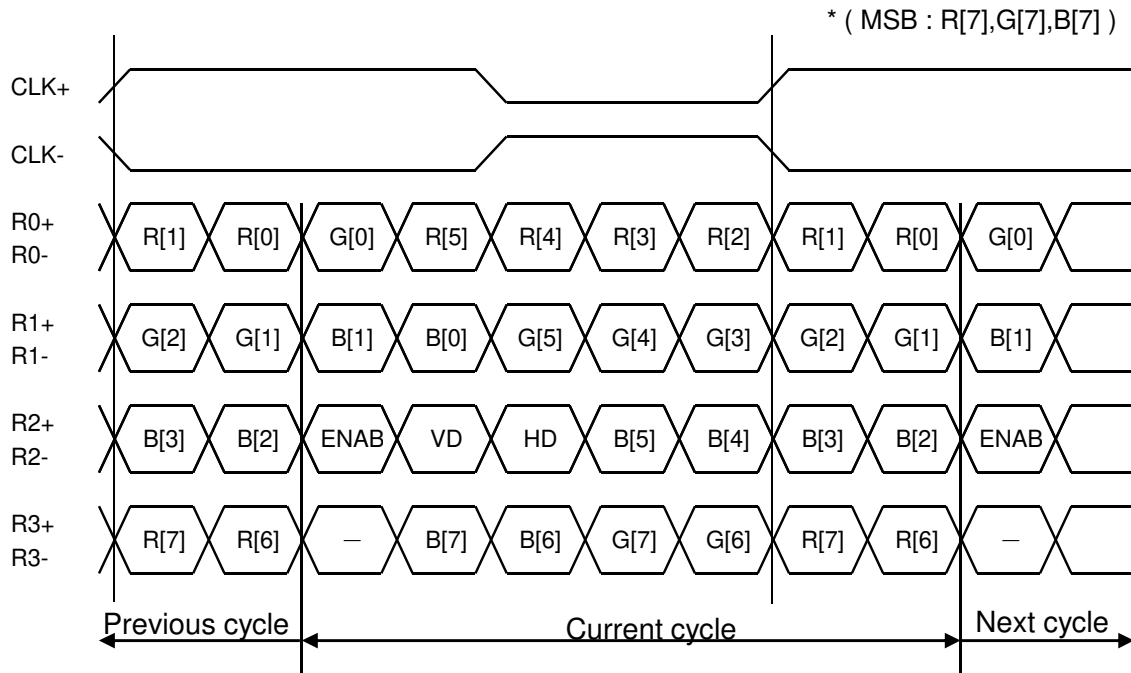 * ( MSB : R[7],G[7],B[7] )
CLK+
CLK-
R0+
R0-
R[1] R[0] G[0] R[5] R[4] R[3] R[2] R[1] R[0] G[0]
R1+
R1-
G[2] G[1] B[1] B[0] G[5] G[4] G[3] G[2] G[1] B[1]
R2+
R2-
B[3] B[2] ENAB VD HD B[5] B[4] B[3] B[2] ENAB
R3+
R3-
R[7] R[6] — B[7] B[6] G[7] G[6] R[7] R[6] —
Previous cycle Current cycle Next cycle